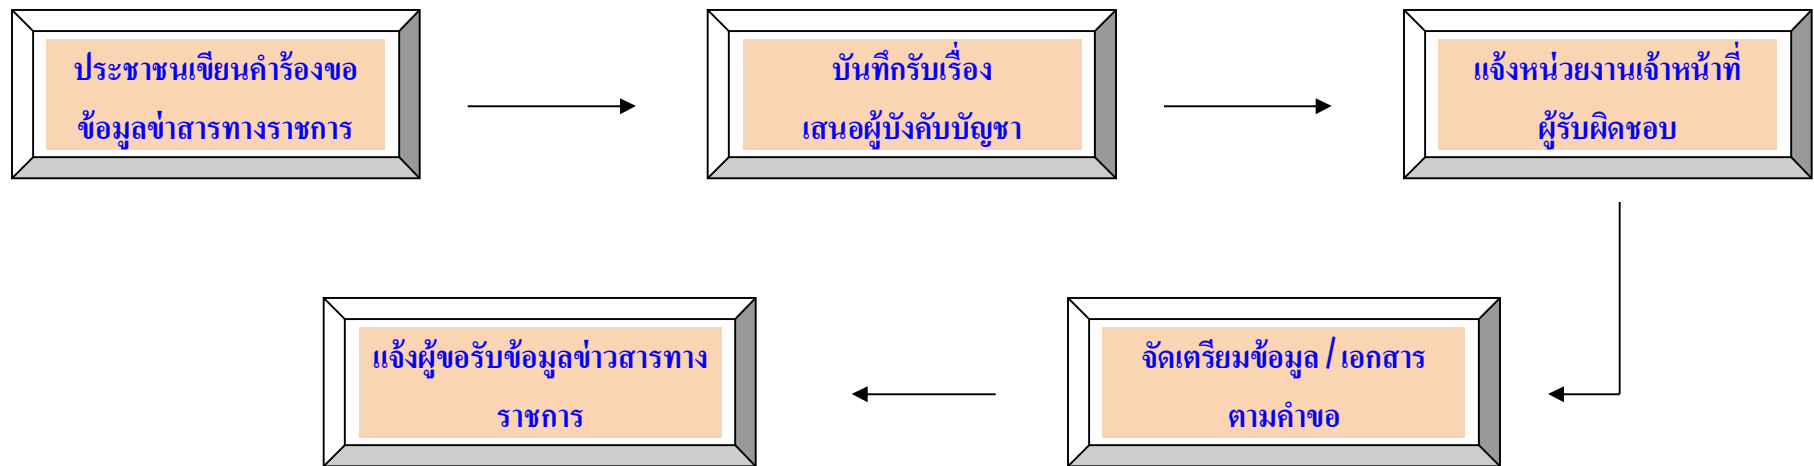 ประชาชนเขียนคำร้องขอ
ข้อมูลข่าสารทางราชการ
บันทึกรับเรื่อง
เสนอผู้บังคับบัญชา
แจ้งหน่วยงานเจ้าหน้าที่
ผู้รับผิดชอบ
จัดเตรียมข้อมูล / เอกสาร
ตามคำขอ
แจ้งผู้ขอรับข้อมูลข่าวสารทาง
ราชการ